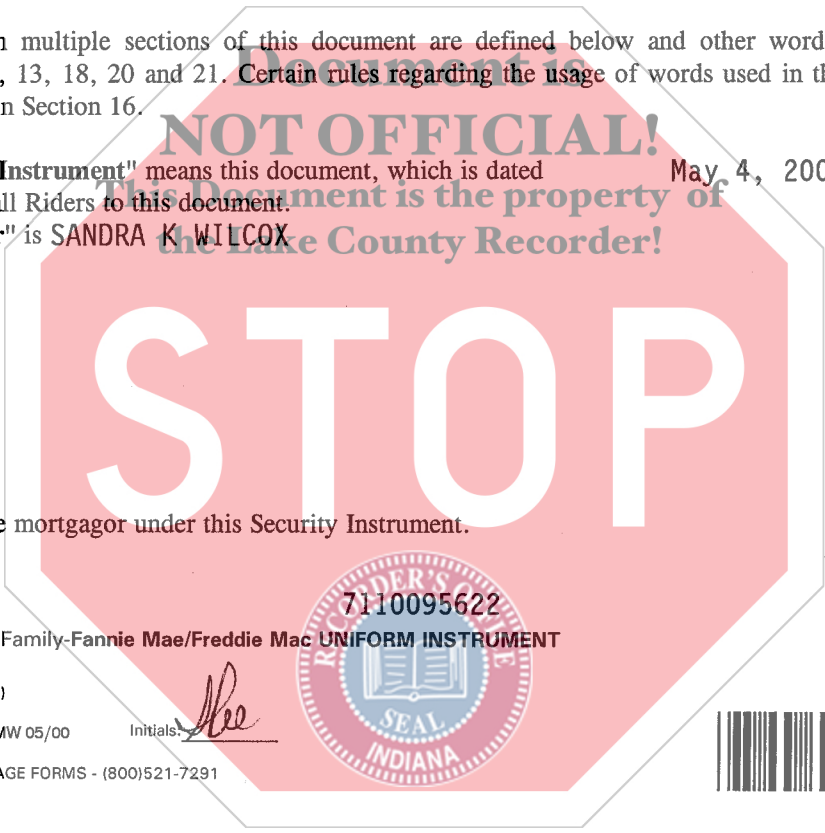 multiple sections of this document are defined below and other word
, 13, 18, 20 and 21. Certain rules regarding the usage of words used in th
n Section 16.
Document is
NOT OFFICIAL!
This Document is the property of
the Lake County Recorder!
Instrument" means this document, which is dated May 4, 200
ll Riders to this document.
" is SANDRA K WILCOX
STOP
e mortgagor under this Security Instrument.
7110095622
Family-Fannie Mae/Freddie Mac UNIFORM INSTRUMENT
MW 05/00 Initials:
AGE FORMS - (800)521-7291
RECORDER'S OFFICE
SEAL
INDIANA